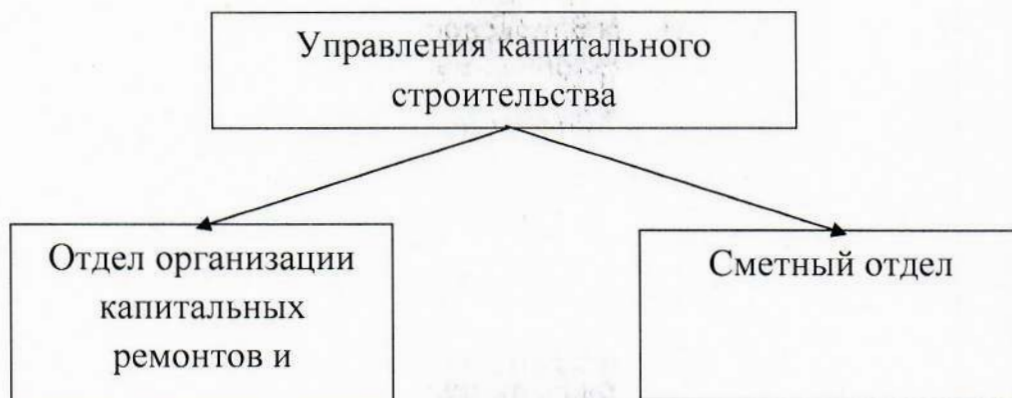 Управления капитального
строительства
Отдел организации
капитальных
ремонтов и
Сметный отдел